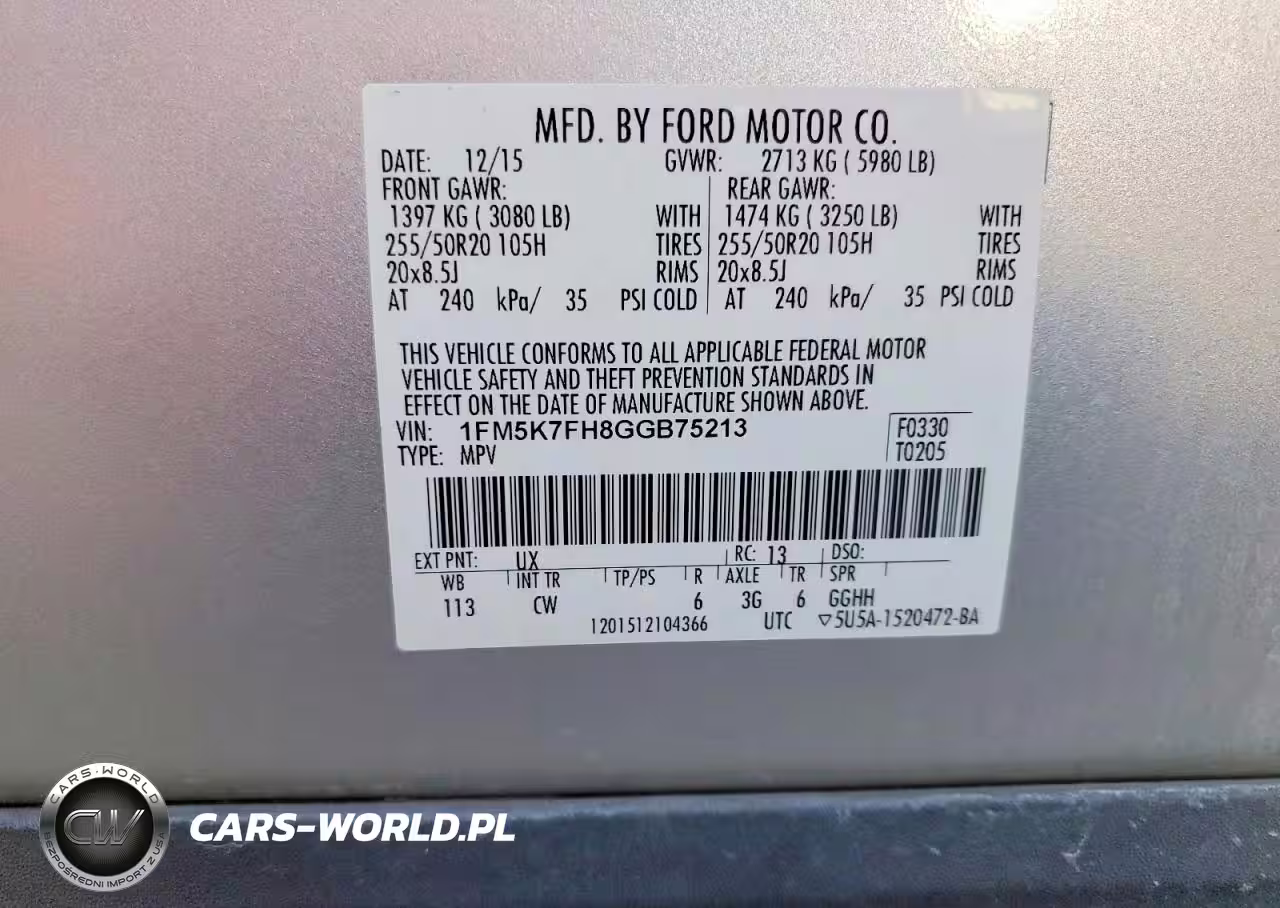 MFD. BY FORD MOTOR CO.
DATE: 12/15 GVWR: 2713 KG ( 5980 LB)
FRONT GAWR: REAR GAWR:
1397 KG ( 3080 LB) WITH 1474 KG ( 3250 LB) WITH
255/50R20 105H TIRES 255/50R20 105H TIRES
20x8.5J RIMS 20x8.5J RIMS
AT 240 kPa/ 35 PSI COLD AT 240 kPa/ 35 PSI COLD
THIS VEHICLE CONFORMS TO ALL APPLICABLE FEDERAL MOTOR
VEHICLE SAFETY AND THEFT PREVENTION STANDARDS IN
EFFECT ON THE DATE OF MANUFACTURE SHOWN ABOVE.
VIN: 1FM5K7FH8GGB75213 F0330
TYPE: MPV T0205
EXT PNT: UX RC: 13 DSO:
WB INT TR TP/PS R AXLE TR SPR
113 CW 6 3G 6 GGHH
1201512104366 UTC ▽5U5A-1520472-BA
CARS-WORLD
CW
BEZPOŚREDNI IMPORT Z USA
CARS-WORLD.PL